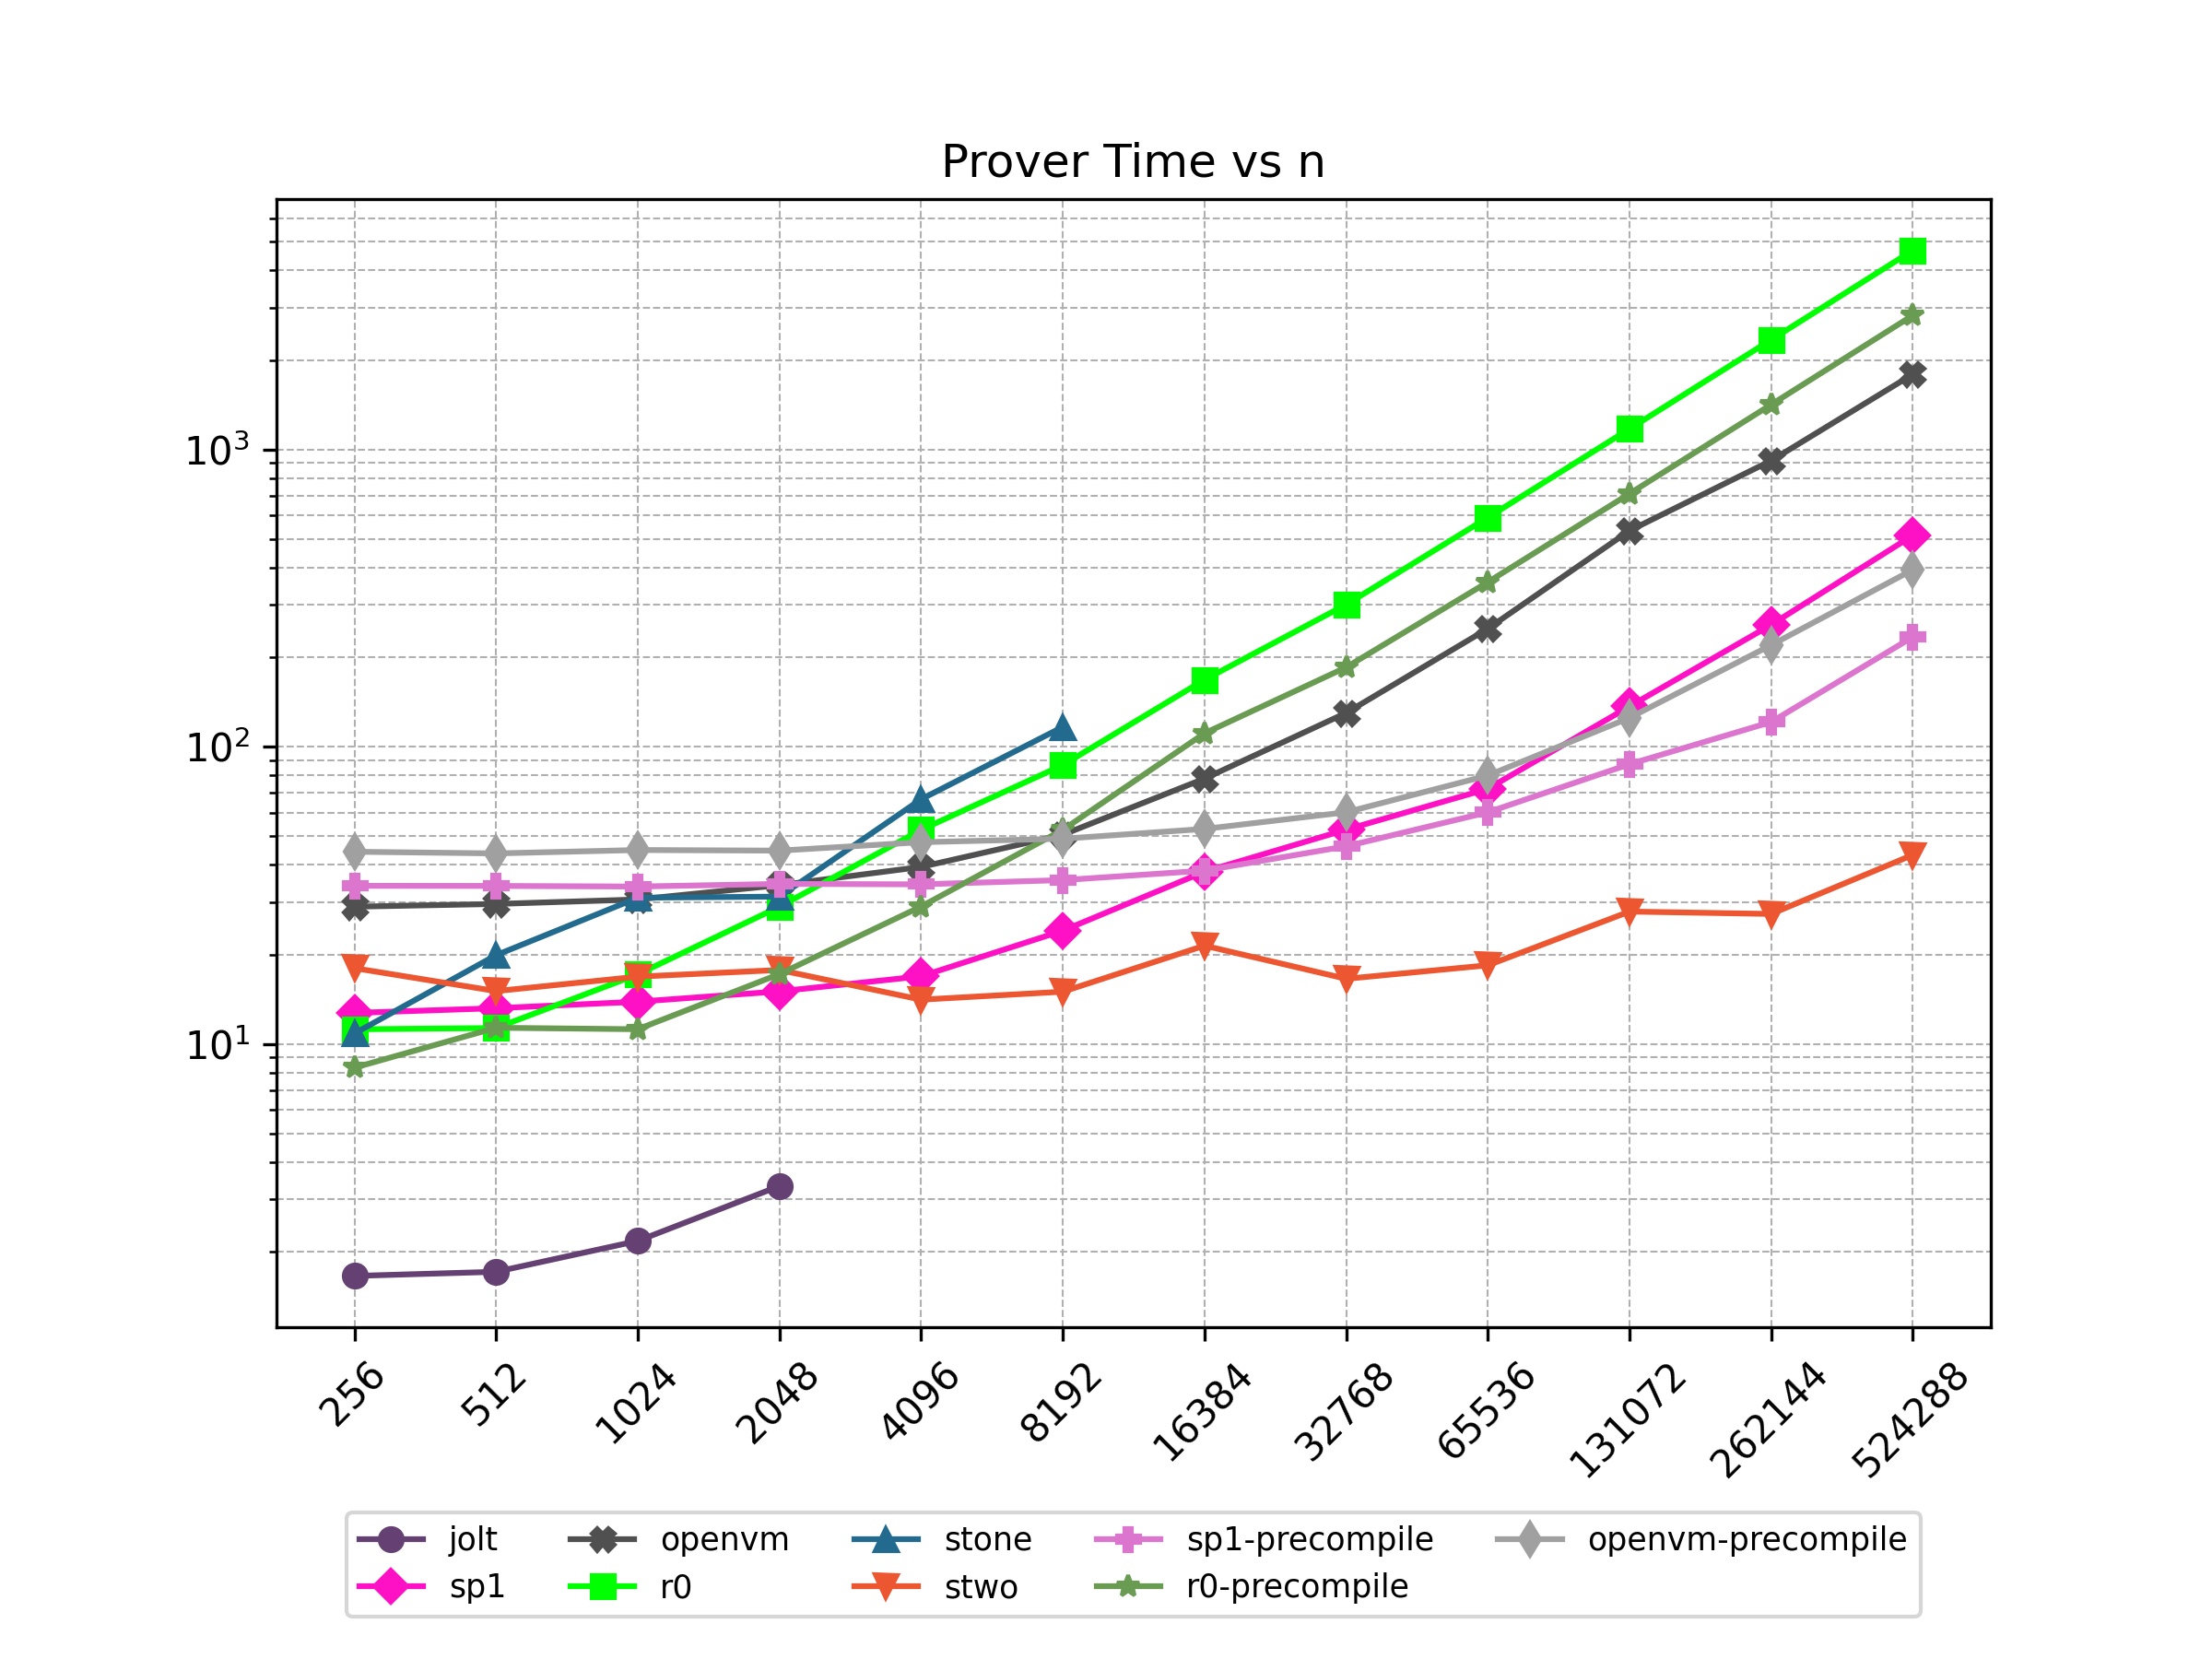 Prover Time vs n
10³
10²
10¹
256 512 1024 2048 4096 8192 16384 32768 65536 131072 262144 524288
jolt openvm stone sp1-precompile openvm-precompile
sp1 r0 stwo r0-precompile